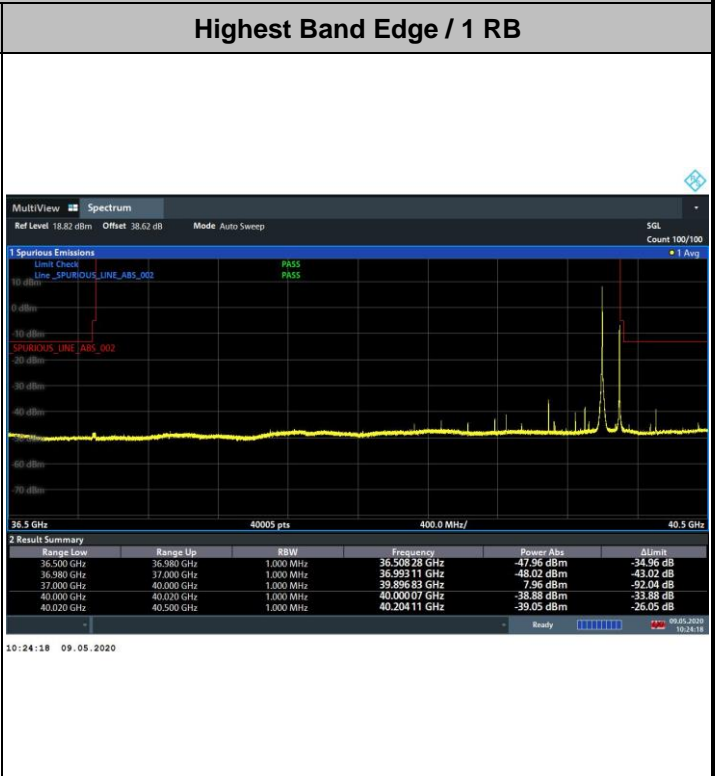 Highest Band Edge / 1 RB
MultiView Spectrum
Ref Level 18.82 dBm Offset 38.62 dB Mode Auto Sweep SGL
Count 100/100
1 Spurious Emissions 1 Avg
Limit Check PASS
Line _SPURIOUS_LINE_ABS_002 PASS
10 dBm
0 dBm
-10 dBm
_SPURIOUS_LINE_ABS_002
-20 dBm
-30 dBm
-40 dBm
-60 dBm
-70 dBm
36.5 GHz 40005 pts 400.0 MHz/ 40.5 GHz
2 Result Summary
Range Low Range Up RBW Frequency Power Abs ΔLimit
36.500 GHz 36.980 GHz 1.000 MHz 36.508 28 GHz -47.96 dBm -34.96 dB
36.980 GHz 37.000 GHz 1.000 MHz 36.993 11 GHz -48.02 dBm -43.02 dB
37.000 GHz 40.000 GHz 1.000 MHz 39.896 83 GHz 7.96 dBm -92.04 dB
40.000 GHz 40.020 GHz 1.000 MHz 40.000 07 GHz -38.88 dBm -33.88 dB
40.020 GHz 40.500 GHz 1.000 MHz 40.204 11 GHz -39.05 dBm -26.05 dB
Ready 09.05.2020
10:24:18
10:24:18 09.05.2020